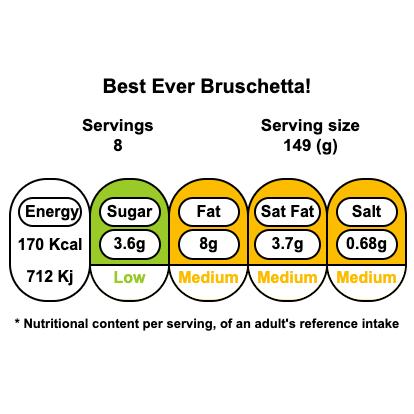 Best Ever Bruschetta!
Servings
8
Serving size
149 (g)
Energy
170 Kcal
712 Kj
Sugar
3.6g
Low
Fat
8g
Medium
Sat Fat
3.7g
Medium
Salt
0.68g
Medium
* Nutritional content per serving, of an adult's reference intake